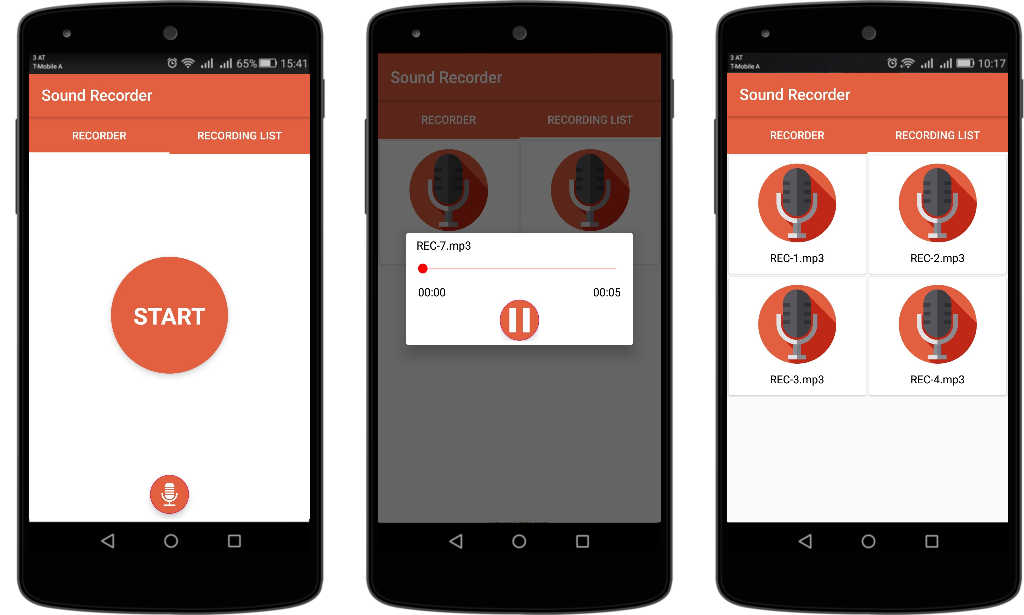 3 AT
T-Mobile A
65%
15:41
Sound Recorder
RECORDER
RECORDING LIST
START
Sound Recorder
RECORDER
RECORDING LIST
REC-7.mp3
00:00
00:05
3 AT
T-Mobile A
10:17
Sound Recorder
RECORDER
RECORDING LIST
REC-1.mp3
REC-2.mp3
REC-3.mp3
REC-4.mp3